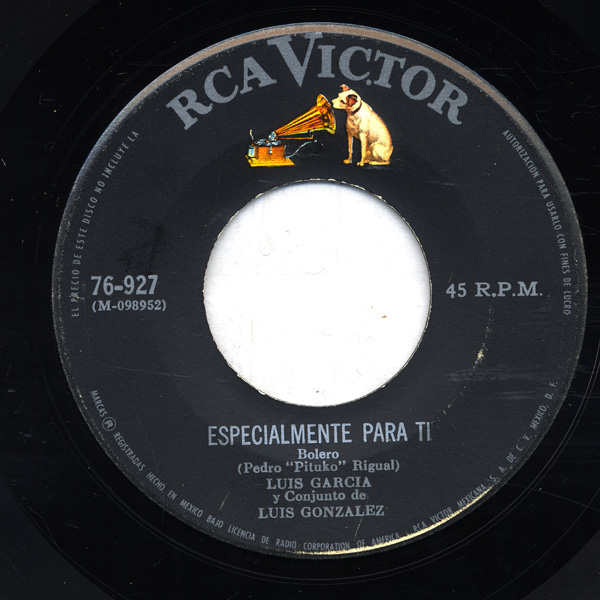 RCA VICTOR
EL PRECIO DE ESTE DISCO NO INCLUYE LA
AUTORIZACION PARA USARLO CON FINES DE LUCRO
76-927
(M-098952)
45 R.P.M.
ESPECIALMENTE PARA TI
Bolero
(Pedro "Pituko" Rigual)
LUIS GARCIA
y Conjunto de
LUIS GONZALEZ
MARCAS ® REGISTRADAS HECHO EN MEXICO BAJO LICENCIA DE RADIO CORPORATION OF AMERICA. RCA VICTOR MEXICANA, S. A. DE C. V. MEXICO, D. F.